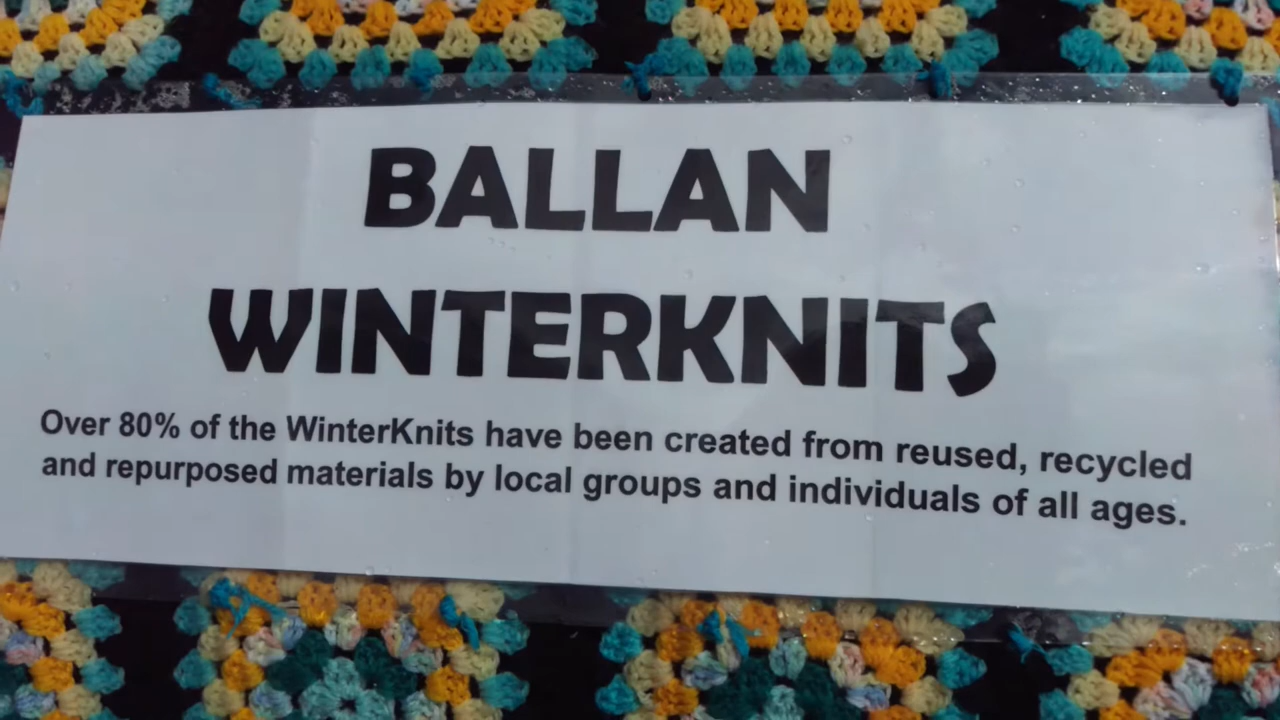 BALLAN
WINTERKNITS
Over 80% of the WinterKnits have been created from reused, recycled
and repurposed materials by local groups and individuals of all ages.